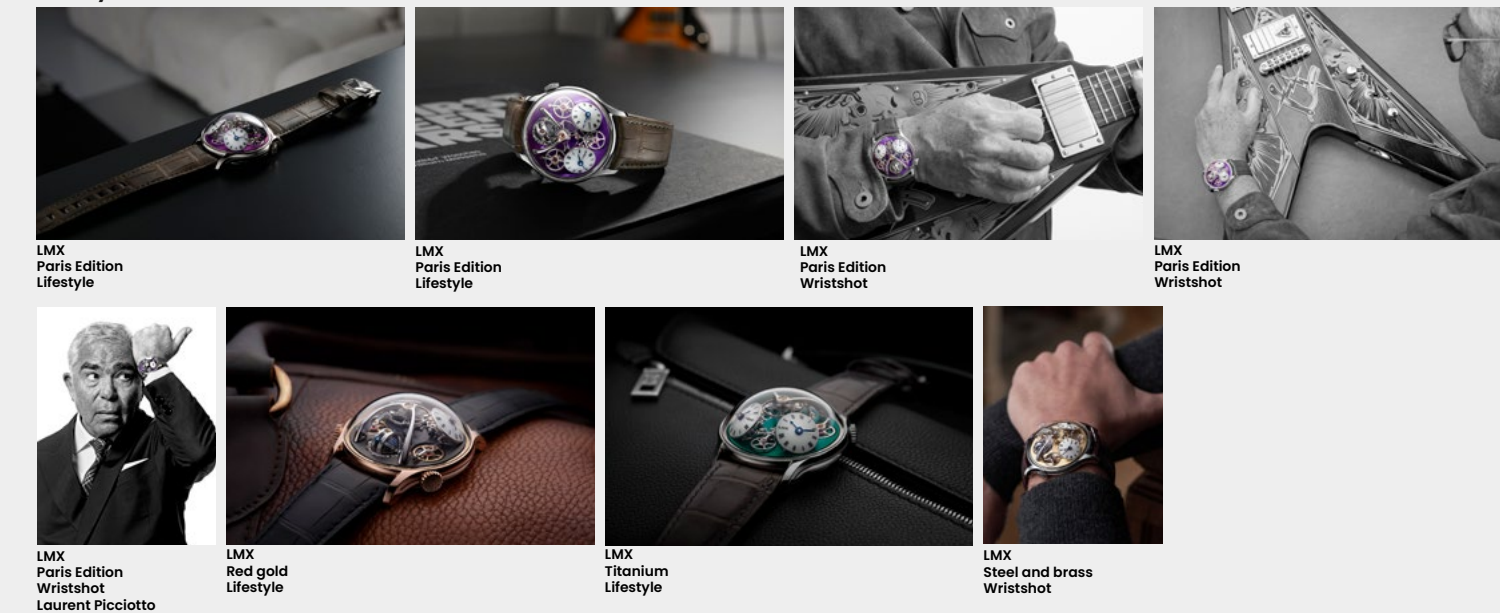 LMX
Paris Edition
Lifestyle
LMX
Paris Edition
Lifestyle
LMX
Paris Edition
Wristshot
LMX
Paris Edition
Wristshot
LMX
Paris Edition
Wristshot
Laurent Picciotto
LMX
Red gold
Lifestyle
LMX
Titanium
Lifestyle
LMX
Steel and brass
Wristshot